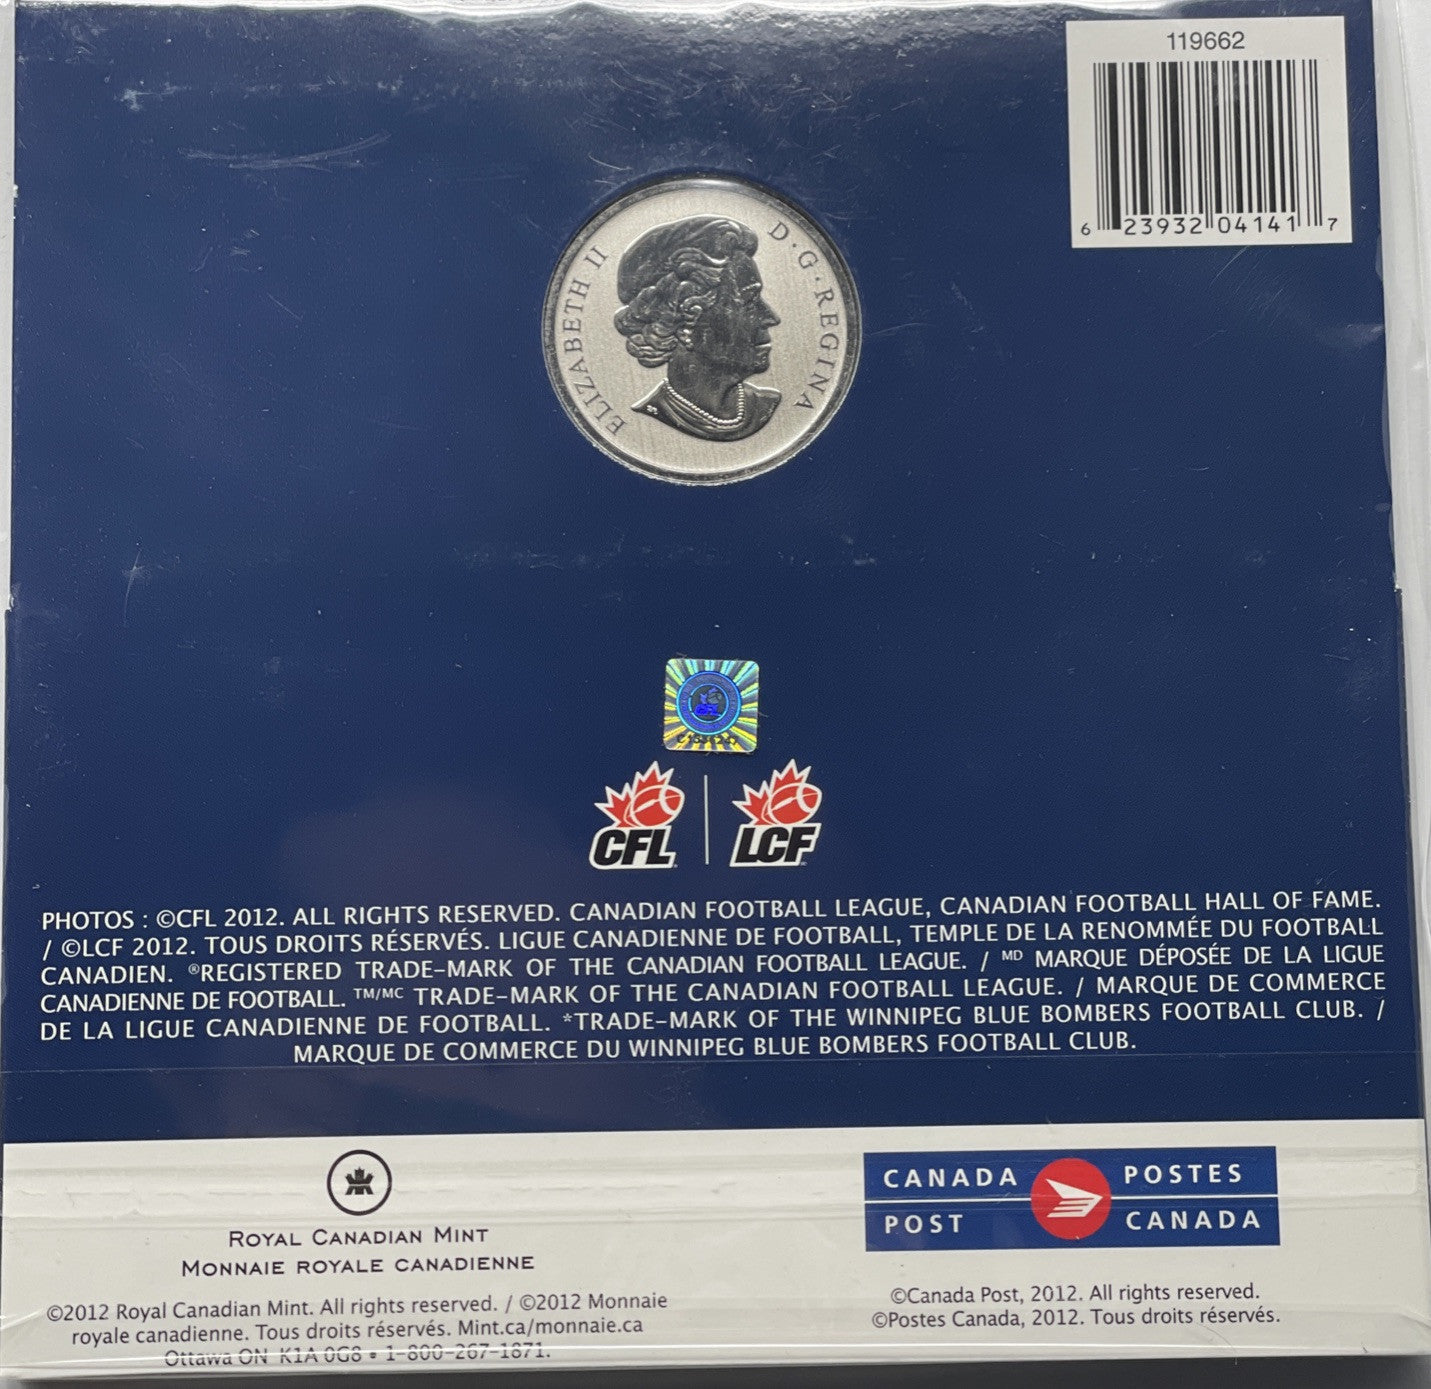 119662
6 23932 04141 7
ELIZABETH II D·G·REGINA
CFL LCF
PHOTOS : ©CFL 2012. ALL RIGHTS RESERVED. CANADIAN FOOTBALL LEAGUE, CANADIAN FOOTBALL HALL OF FAME.
/ ©LCF 2012. TOUS DROITS RÉSERVÉS. LIGUE CANADIENNE DE FOOTBALL, TEMPLE DE LA RENOMMÉE DU FOOTBALL
CANADIEN. ®REGISTERED TRADE-MARK OF THE CANADIAN FOOTBALL LEAGUE. / MD MARQUE DÉPOSÉE DE LA LIGUE
CANADIENNE DE FOOTBALL. TM/MC TRADE-MARK OF THE CANADIAN FOOTBALL LEAGUE. / MARQUE DE COMMERCE
DE LA LIGUE CANADIENNE DE FOOTBALL. *TRADE-MARK OF THE WINNIPEG BLUE BOMBERS FOOTBALL CLUB. /
MARQUE DE COMMERCE DU WINNIPEG BLUE BOMBERS FOOTBALL CLUB.
ROYAL CANADIAN MINT
MONNAIE ROYALE CANADIENNE
©2012 Royal Canadian Mint. All rights reserved. / ©2012 Monnaie
royale canadienne. Tous droits réservés. Mint.ca/monnaie.ca
Ottawa ON K1A 0G8 • 1-800-267-1871.
CANADA POSTES
POST CANADA
©Canada Post, 2012. All rights reserved.
©Postes Canada, 2012. Tous droits réservés.